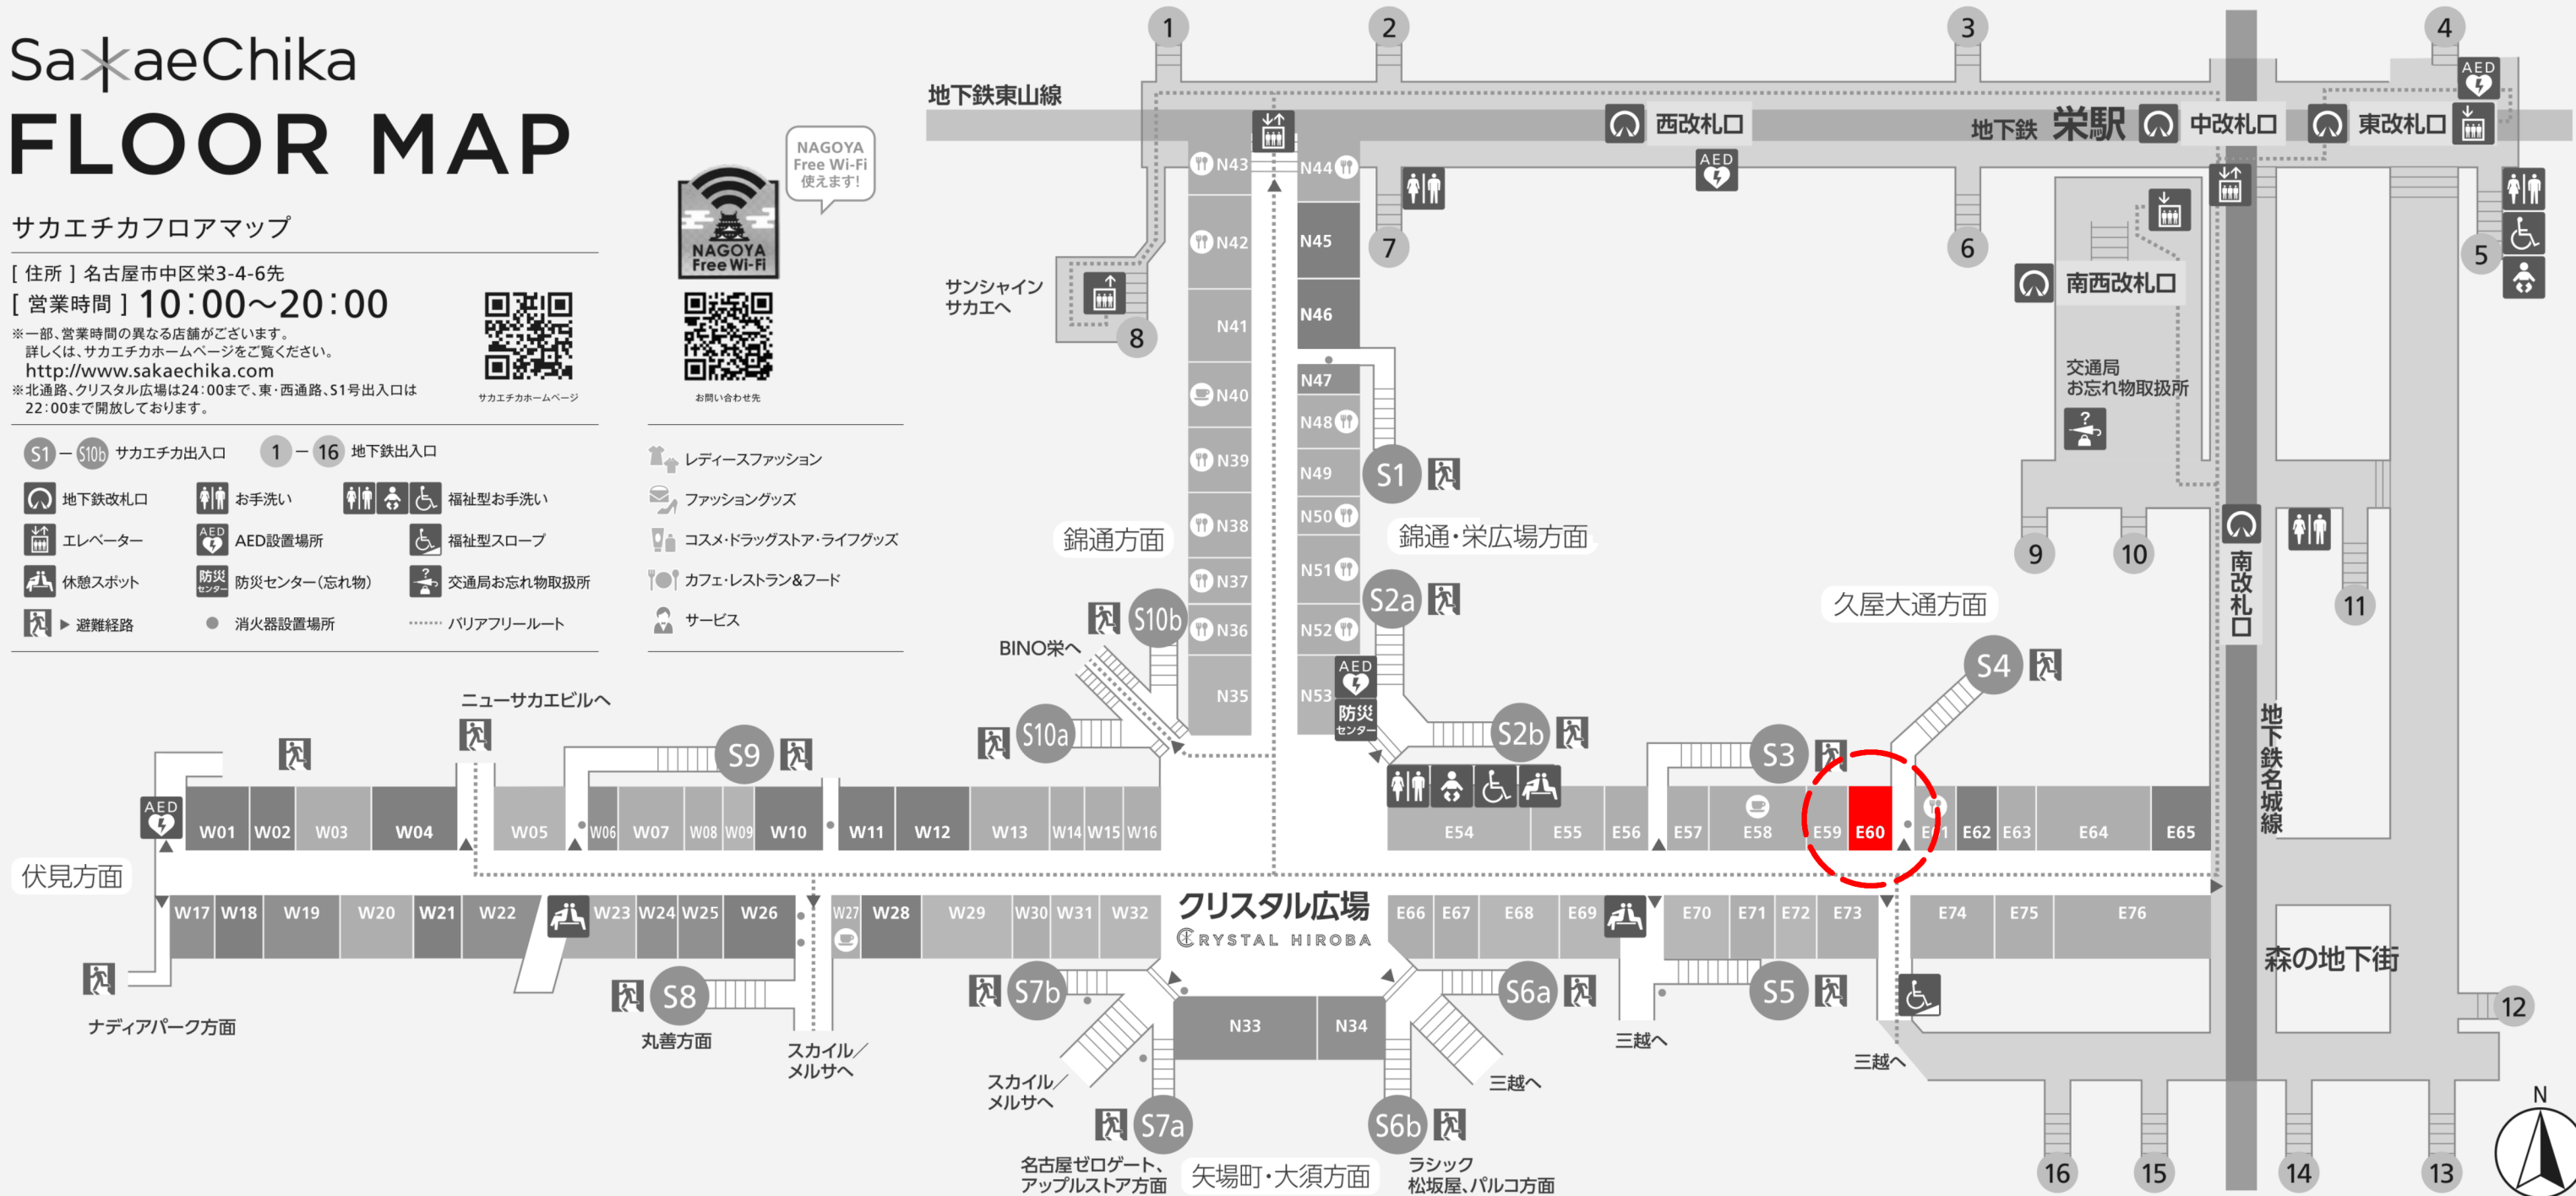 SakaeChika
FLOOR MAP
サカエチカフロアマップ
[ 住所 ] 名古屋市中区栄3-4-6先
[ 営業時間 ] 10:00～20:00
※一部、営業時間の異なる店舗がございます。
詳しくは、サカエチカホームページをご覧ください。
http://www.sakaechika.com
※北通路、クリスタル広場は24:00まで、東・西通路、S1号出入口は
22:00まで開放しております。
サカエチカホームページ
NAGOYA
Free Wi-Fi
使えます!
NAGOYA
Free Wi-Fi
お問い合わせ先
S1 － S10b サカエチカ出入口
1 － 16 地下鉄出入口
地下鉄改札口
お手洗い
福祉型お手洗い
エレベーター
AED AED設置場所
福祉型スロープ
休憩スポット
防災センター 防災センター(忘れ物)
? 交通局お忘れ物取扱所
避難経路
消火器設置場所
バリアフリールート
レディースファッション
ファッショングッズ
コスメ・ドラッグストア・ライフグッズ
カフェ・レストラン&フード
サービス
1
2
3
4
地下鉄東山線
西改札口
地下鉄 栄駅
中改札口
東改札口
AED
AED
N43
N44
N42
N45
N41
N46
N40
N47
N39
N48
N38
N49
N37
N50
N36
N51
N35
N52
N53
7
6
5
サンシャイン
サカエへ
8
南西改札口
交通局
お忘れ物取扱所
?
S1
錦通方面
錦通・栄広場方面
S2a
S10b
BINO栄へ
S10a
AED
防災
センター
S2b
9
10
11
南改札口
久屋大通方面
S4
S3
地下鉄名城線
ニューサカエビルへ
S9
AED
W01
W02
W03
W04
W05
W06
W07
W08
W09
W10
W11
W12
W13
W14
W15
W16
E54
E55
E56
E57
E58
E59
E60
E61
E62
E63
E64
E65
伏見方面
W17
W18
W19
W20
W21
W22
W23
W24
W25
W26
W27
W28
W29
W30
W31
W32
クリスタル広場
CRYSTAL HIROBA
E66
E67
E68
E69
E70
E71
E72
E73
E74
E75
E76
森の地下街
ナディアパーク方面
S8
丸善方面
スカイル／
メルサへ
S7b
N33
N34
S6a
S5
三越へ
三越へ
スカイル／
メルサへ
三越へ
S7a
S6b
名古屋ゼロゲート、
アップルストア方面
矢場町・大須方面
ラシック
松坂屋、パルコ方面
12
16
15
14
13
N